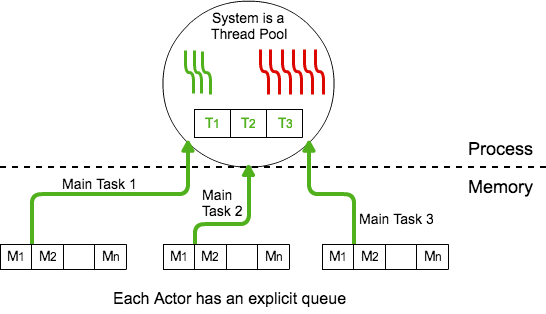 System is a
Thread Pool
T1 T2 T3
Process
Memory
Main Task 1
Main
Task 2
Main Task 3
M1 M2 Mn
M1 M2 Mn
M1 M2 Mn
Each Actor has an explicit queue